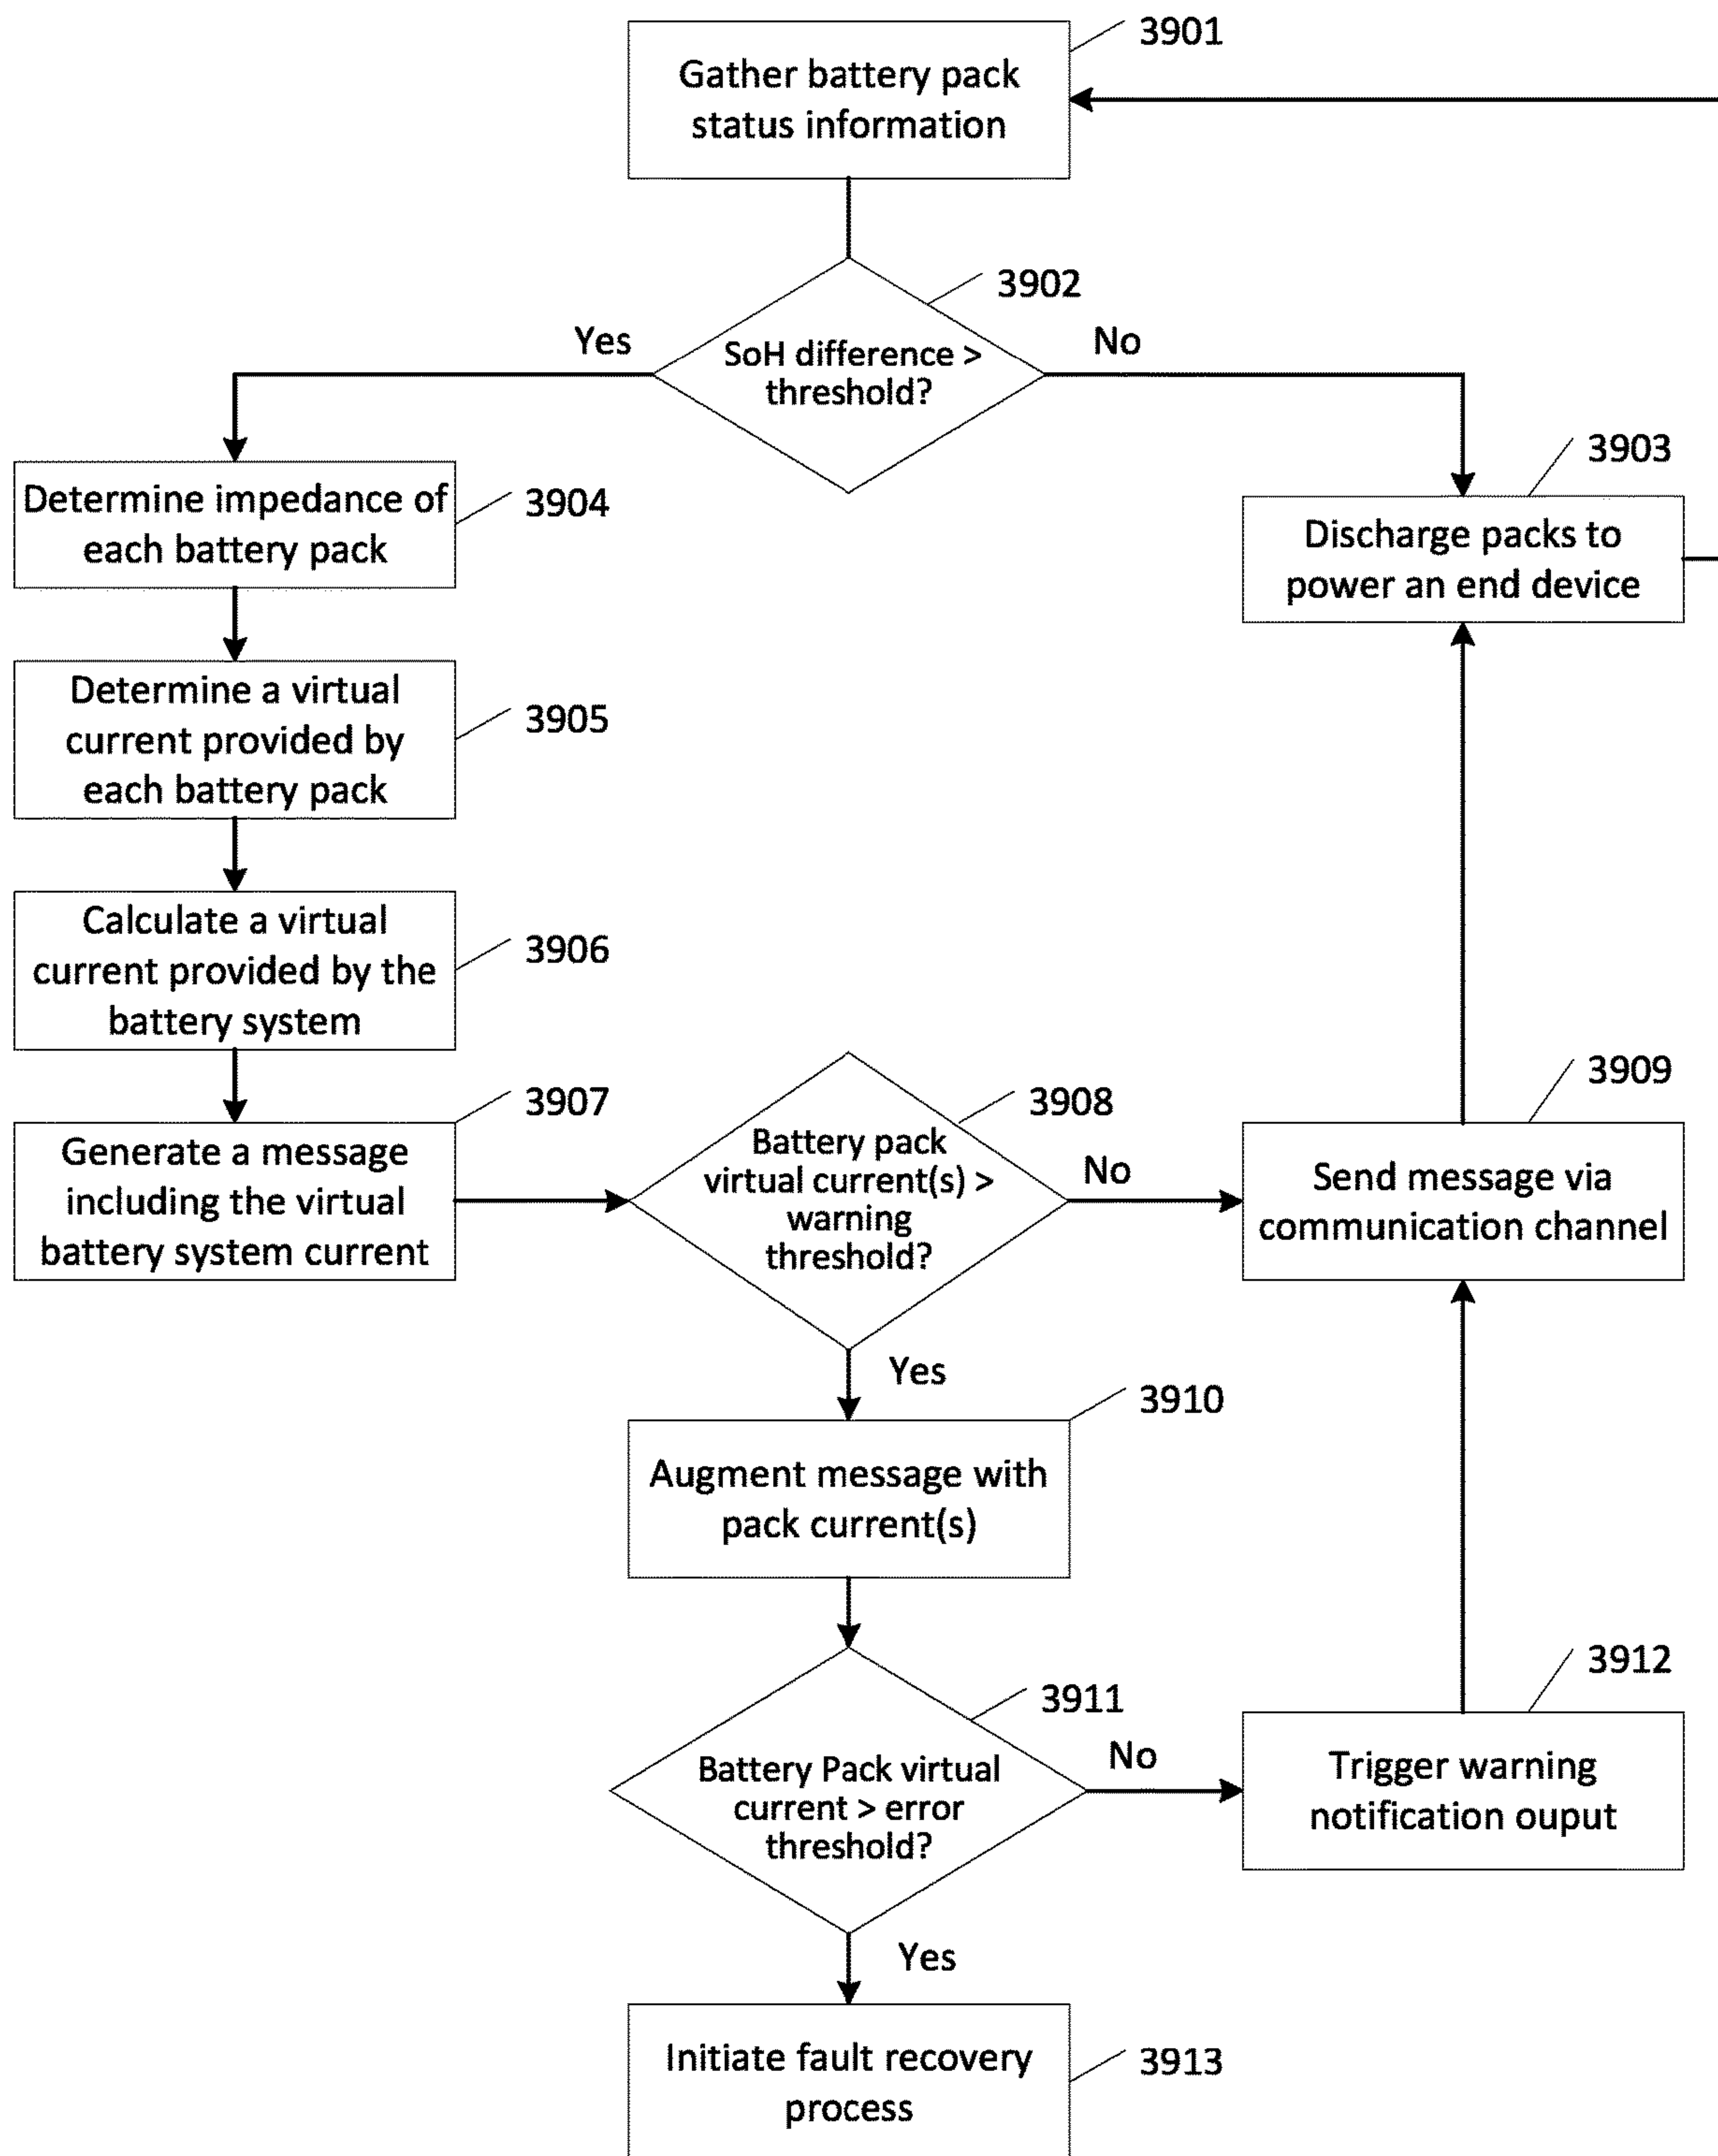 3901
Gather battery pack
status information
3902
Yes
No
SoH difference >
threshold?
3903
Determine impedance of
each battery pack
3904
Discharge packs to
power an end device
Determine a virtual
current provided by
each battery pack
3905
Calculate a virtual
current provided by the
battery system
3906
3907
Generate a message
including the virtual
battery system current
3908
Battery pack
virtual current(s) >
warning
threshold?
No
Yes
3909
Send message via
communication channel
3910
Augment message with
pack current(s)
3911
Battery Pack virtual
current > error
threshold?
No
Yes
3912
Trigger warning
notification ouput
Initiate fault recovery
process
3913